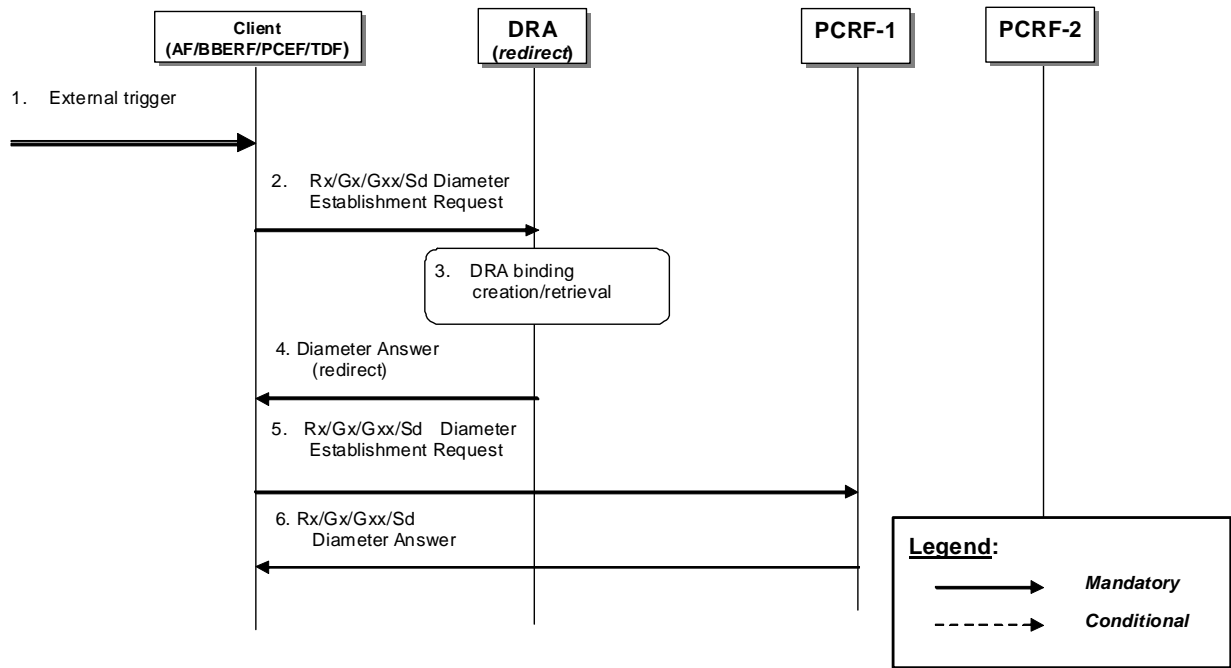 Client
(AF/BBERF/PCEF/TDF)
DRA
(redirect)
PCRF-1
PCRF-2
1. External trigger
2. Rx/Gx/Gxx/Sd Diameter
Establishment Request
3. DRA binding
creation/retrieval
4. Diameter Answer
(redirect)
5. Rx/Gx/Gxx/Sd Diameter
Establishment Request
6. Rx/Gx/Gxx/Sd
Diameter Answer
Legend:
Mandatory
Conditional